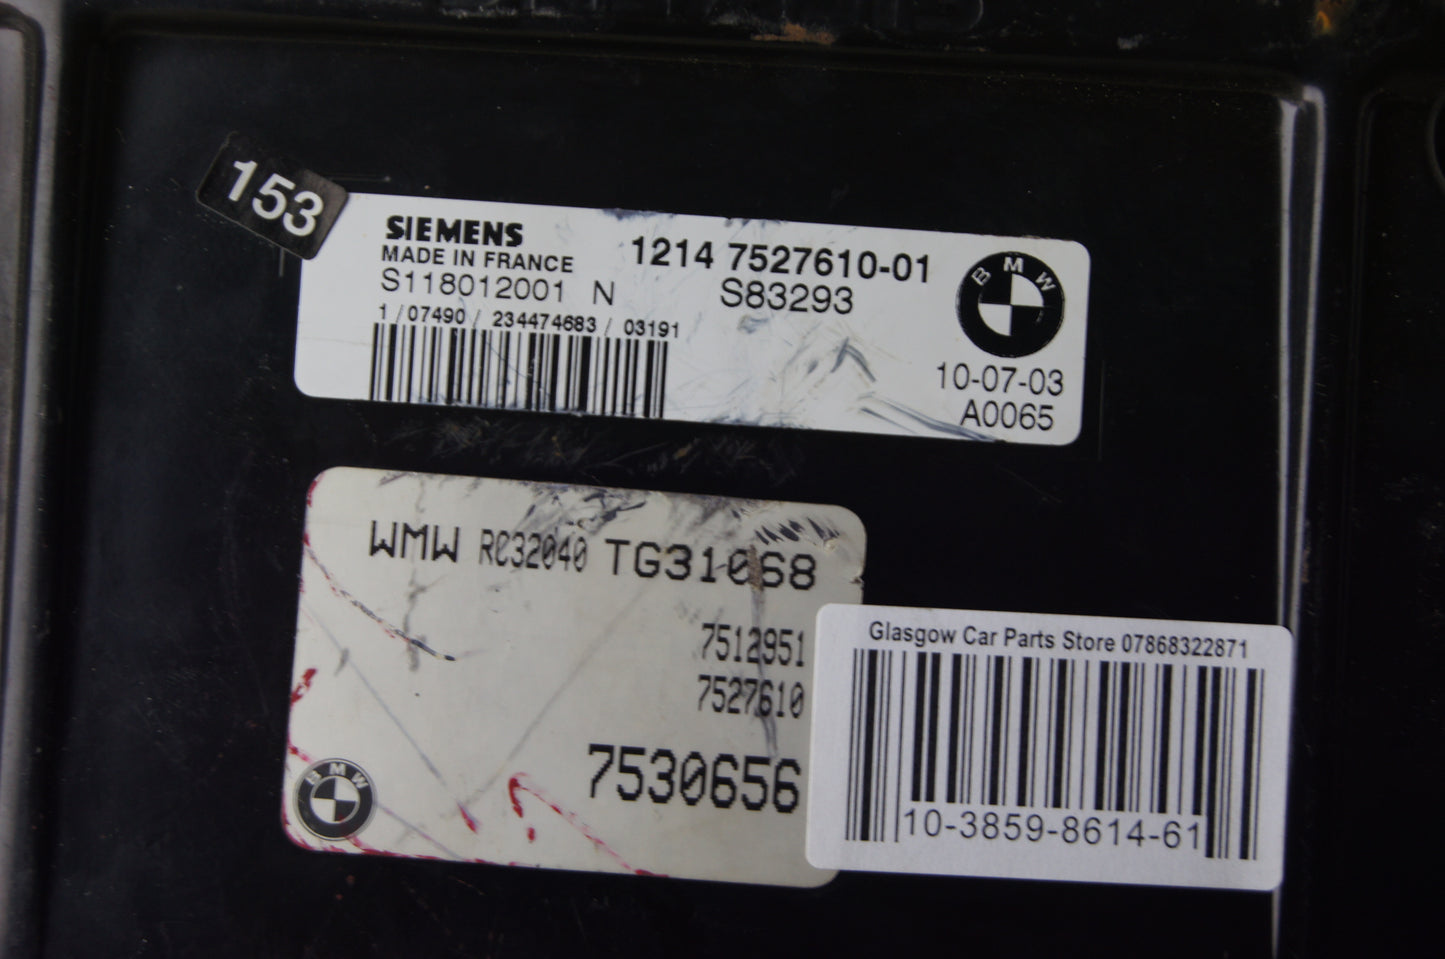 153
SIEMENS
MADE IN FRANCE
S118012001 N
1 / 07490 / 234474683 / 03191
1214 7527610-01
S83293
BMW
10-07-03
A0065
WMW RC32040 TG31068
7512951
7527610
7530656
BMW
Glasgow Car Parts Store 07868322871
10-3859-8614-61